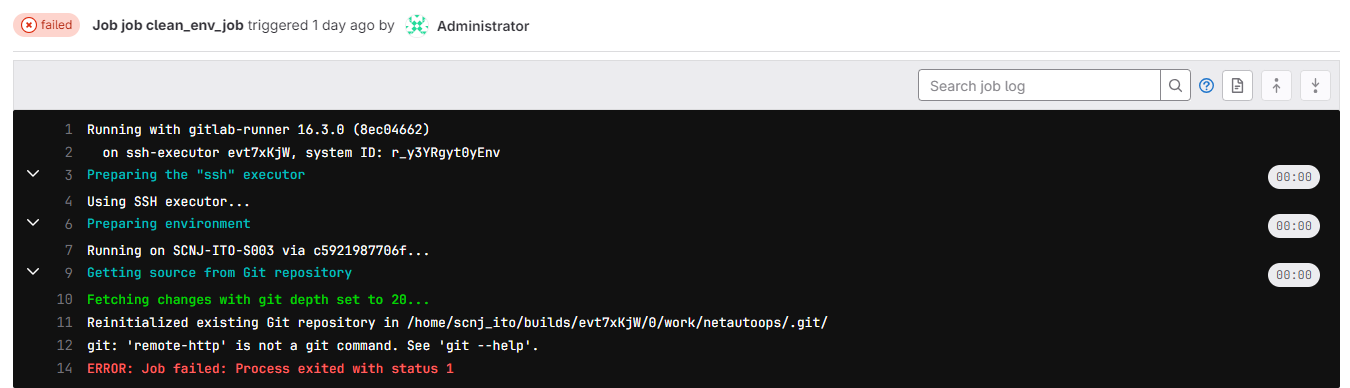 failed Job job clean_env_job triggered 1 day ago by Administrator
Search job log
1 Running with gitlab-runner 16.3.0 (8ec04662)
2 on ssh-executor evt7xKjW, system ID: r_y3YRgyt0yEnv
3 Preparing the "ssh" executor 00:00
4 Using SSH executor...
6 Preparing environment 00:00
7 Running on SCNJ-ITO-S003 via c5921987706f...
9 Getting source from Git repository 00:00
10 Fetching changes with git depth set to 20...
11 Reinitialized existing Git repository in /home/scnj_ito/builds/evt7xKjW/0/work/netautoops/.git/
12 git: 'remote-http' is not a git command. See 'git --help'.
14 ERROR: Job failed: Process exited with status 1